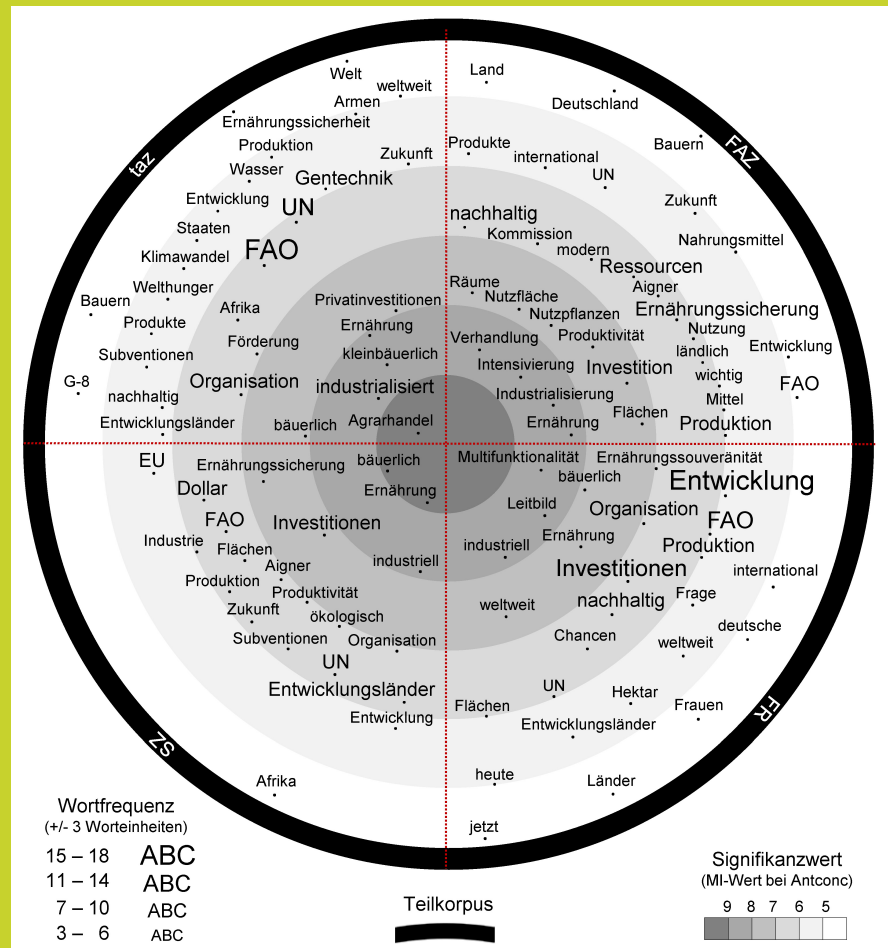 taz
Welt
weltweit
Armen
Ernährungssicherheit
Produktion
Zukunft
Wasser
Gentechnik
Entwicklung
UN
Staaten
FAO
Klimawandel
Welthunger
Privatinvestitionen
Bauern
Afrika
Produkte
Ernährung
Förderung
Subventionen
kleinbäuerlich
G-8
Organisation
industrialisiert
nachhaltig
Entwicklungsländer
bäuerlich
Agrarhandel
FAZ
Land
Deutschland
Produkte
Bauern
international
UN
Zukunft
nachhaltig
Kommission
Nahrungsmittel
modern
Ressourcen
Räume
Aigner
Nutzfläche
Ernährungssicherung
Nutzpflanzen
Nutzung
Verhandlung
Produktivität
Entwicklung
ländlich
Intensivierung
Investition
wichtig
FAO
Industrialisierung
Mittel
Flächen
Ernährung
Produktion
SZ
EU
Ernährungssicherung
bäuerlich
Dollar
Ernährung
FAO
Investitionen
Industrie
Flächen
Aigner
industriell
Produktion
Produktivität
Zukunft
ökologisch
Subventionen
Organisation
UN
Entwicklungsländer
Entwicklung
Afrika
FR
Multifunktionalität
Ernährungssouveränität
bäuerlich
Entwicklung
Leitbild
Organisation
FAO
industriell
Ernährung
Produktion
Investitionen
international
weltweit
nachhaltig
Frage
Chancen
deutsche
weltweit
UN
Hektar
Flächen
Frauen
Entwicklungsländer
heute
Länder
jetzt
Wortfrequenz
(+/- 3 Worteinheiten)
15 – 18 ABC
11 – 14 ABC
7 – 10 ABC
3 – 6 ABC
Teilkorpus
Signifikanzwert
(MI-Wert bei Antconc)
9 8 7 6 5